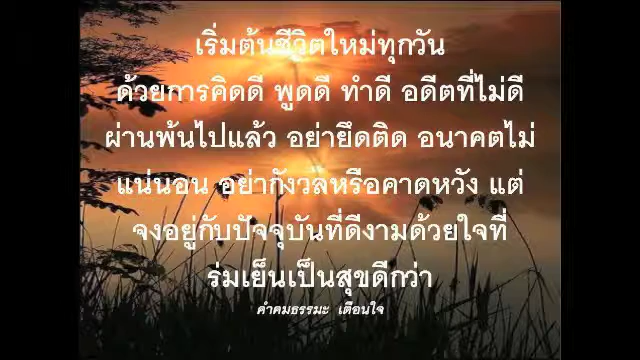 เริ่มต้นชีวิตใหม่ทุกวัน
ด้วยการคิดดี พูดดี ทำดี อดีตที่ไม่ดี
ผ่านพ้นไปแล้ว อย่ายึดติด อนาคตไม่
แน่นอน อย่ากังวลหรือคาดหวัง แต่
จงอยู่กับปัจจุบันที่ดีงามด้วยใจที่
ร่มเย็นเป็นสุขดีกว่า
คำคมธรรมะ เตือนใจ